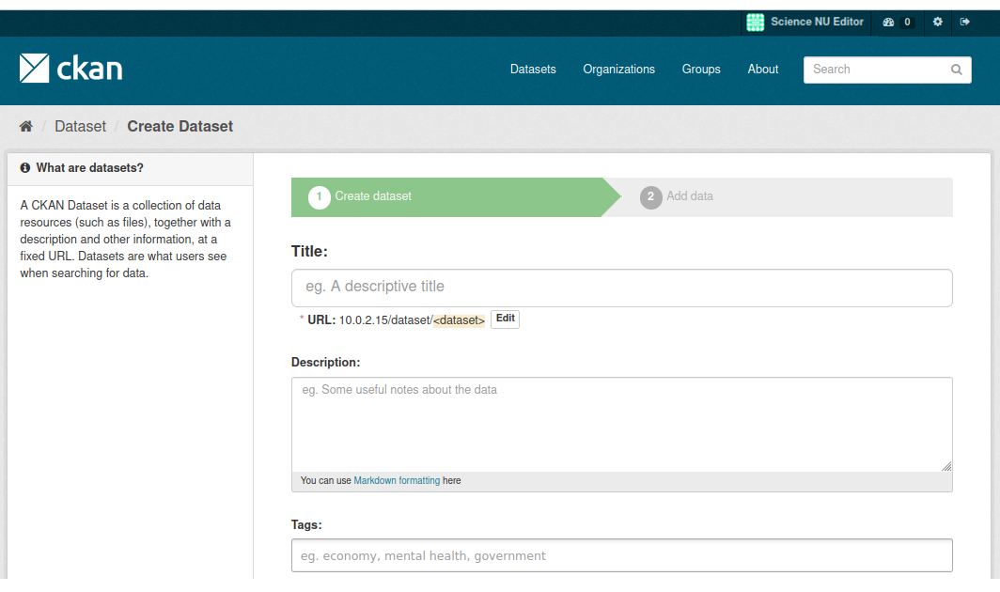 Science NU Editor 0
ckan
Datasets Organizations Groups About Search
/ Dataset / Create Dataset
What are datasets?
A CKAN Dataset is a collection of data
resources (such as files), together with a
description and other information, at a
fixed URL. Datasets are what users see
when searching for data.
1 Create dataset 2 Add data
Title:
eg. A descriptive title
* URL: 10.0.2.15/dataset/<dataset> Edit
Description:
eg. Some useful notes about the data
You can use Markdown formatting here
Tags:
eg. economy, mental health, government